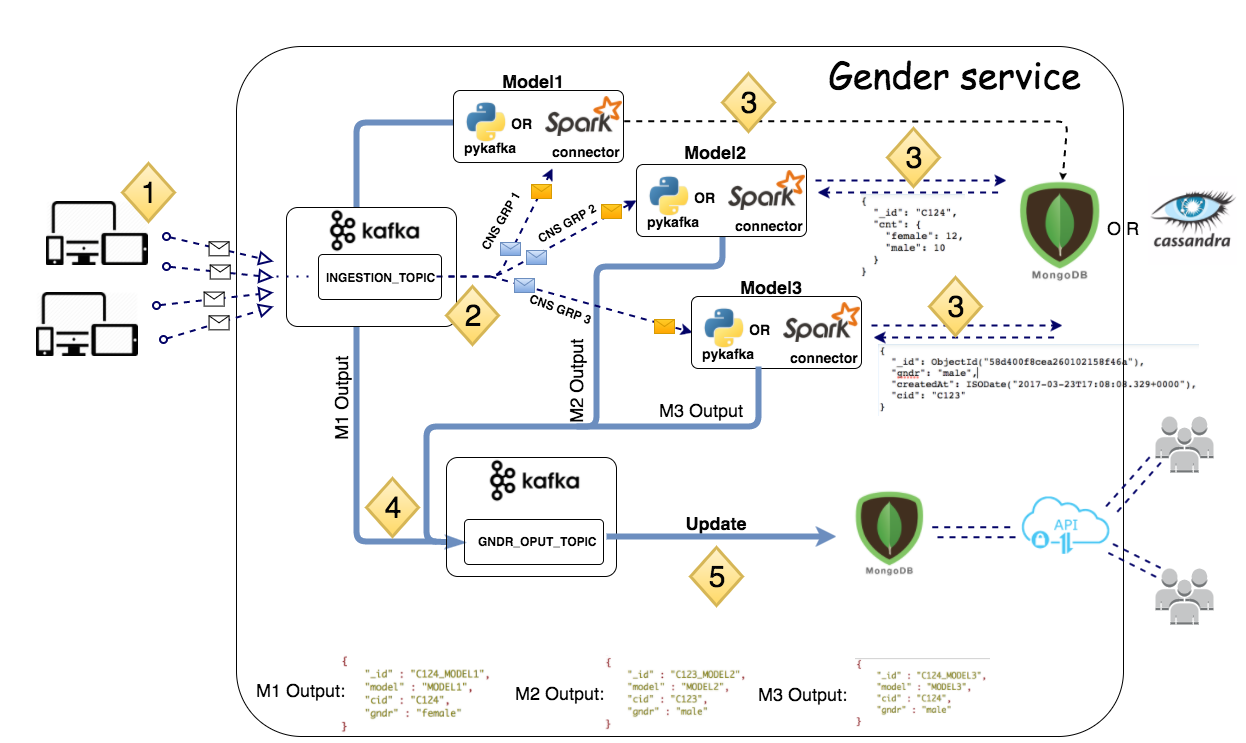 Gender service
Model1
OR
Spark
pykafka
connector
3
Model2
OR
Spark
pykafka
connector
3
1
CNS GRP 1
CNS GRP 2
CNS GRP 3
kafka
INGESTION_TOPIC
2
{
"_id": "C124",
"cnt": {
"female": 12,
"male": 10
}
}
MongoDB
OR
cassandra
Model3
OR
Spark
pykafka
connector
3
{
"_id": ObjectId("58d400f8cea260102158f46a"),
"gndr": "male",
"createdAt": ISODate("2017-03-23T17:08:08.329+0000"),
"cid": "C123"
}
M1 Output
M2 Output
M3 Output
4
kafka
GNDR_OPUT_TOPIC
Update
5
MongoDB
API
M1 Output:
{
"_id" : "C124_MODEL1",
"model" : "MODEL1",
"cid" : "C124",
"gndr" : "female"
}
M2 Output:
{
"_id" : "C123_MODEL2",
"model" : "MODEL2",
"cid" : "C123",
"gndr" : "male"
}
M3 Output:
{
"_id" : "C124_MODEL3",
"model" : "MODEL3",
"cid" : "C124",
"gndr" : "male"
}